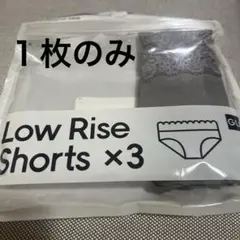 １枚のみ
Low Rise
Shorts ×3
GU